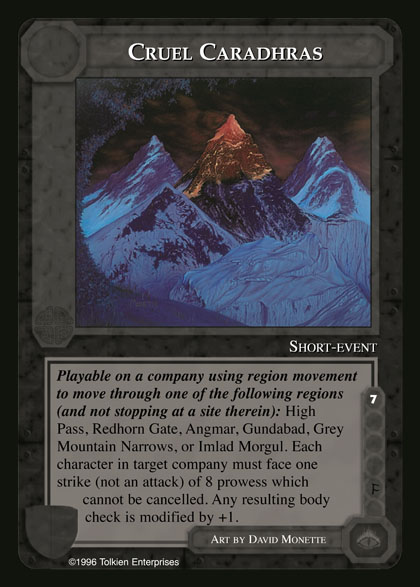 CRUEL CARADHRAS
SHORT-EVENT
Playable on a company using region movement
to move through one of the following regions
(and not stopping at a site therein): High
Pass, Redhorn Gate, Angmar, Gundabad, Grey
Mountain Narrows, or Imlad Morgul. Each
character in target company must face one
strike (not an attack) of 8 prowess which
cannot be cancelled. Any resulting body
check is modified by +1.
7
ART BY DAVID MONETTE
©1996 Tolkien Enterprises